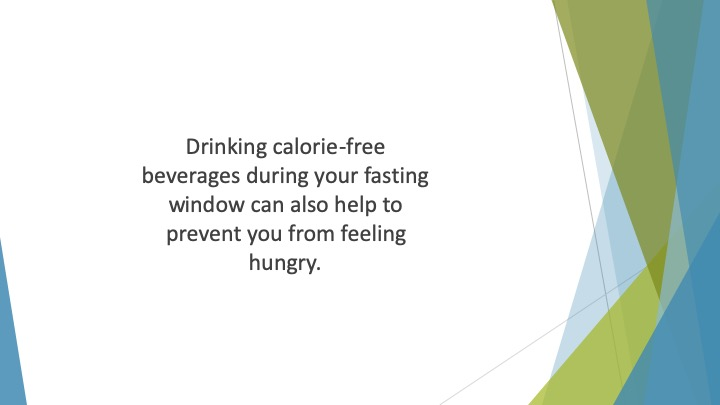 Drinking calorie-free
beverages during your fasting
window can also help to
prevent you from feeling
hungry.